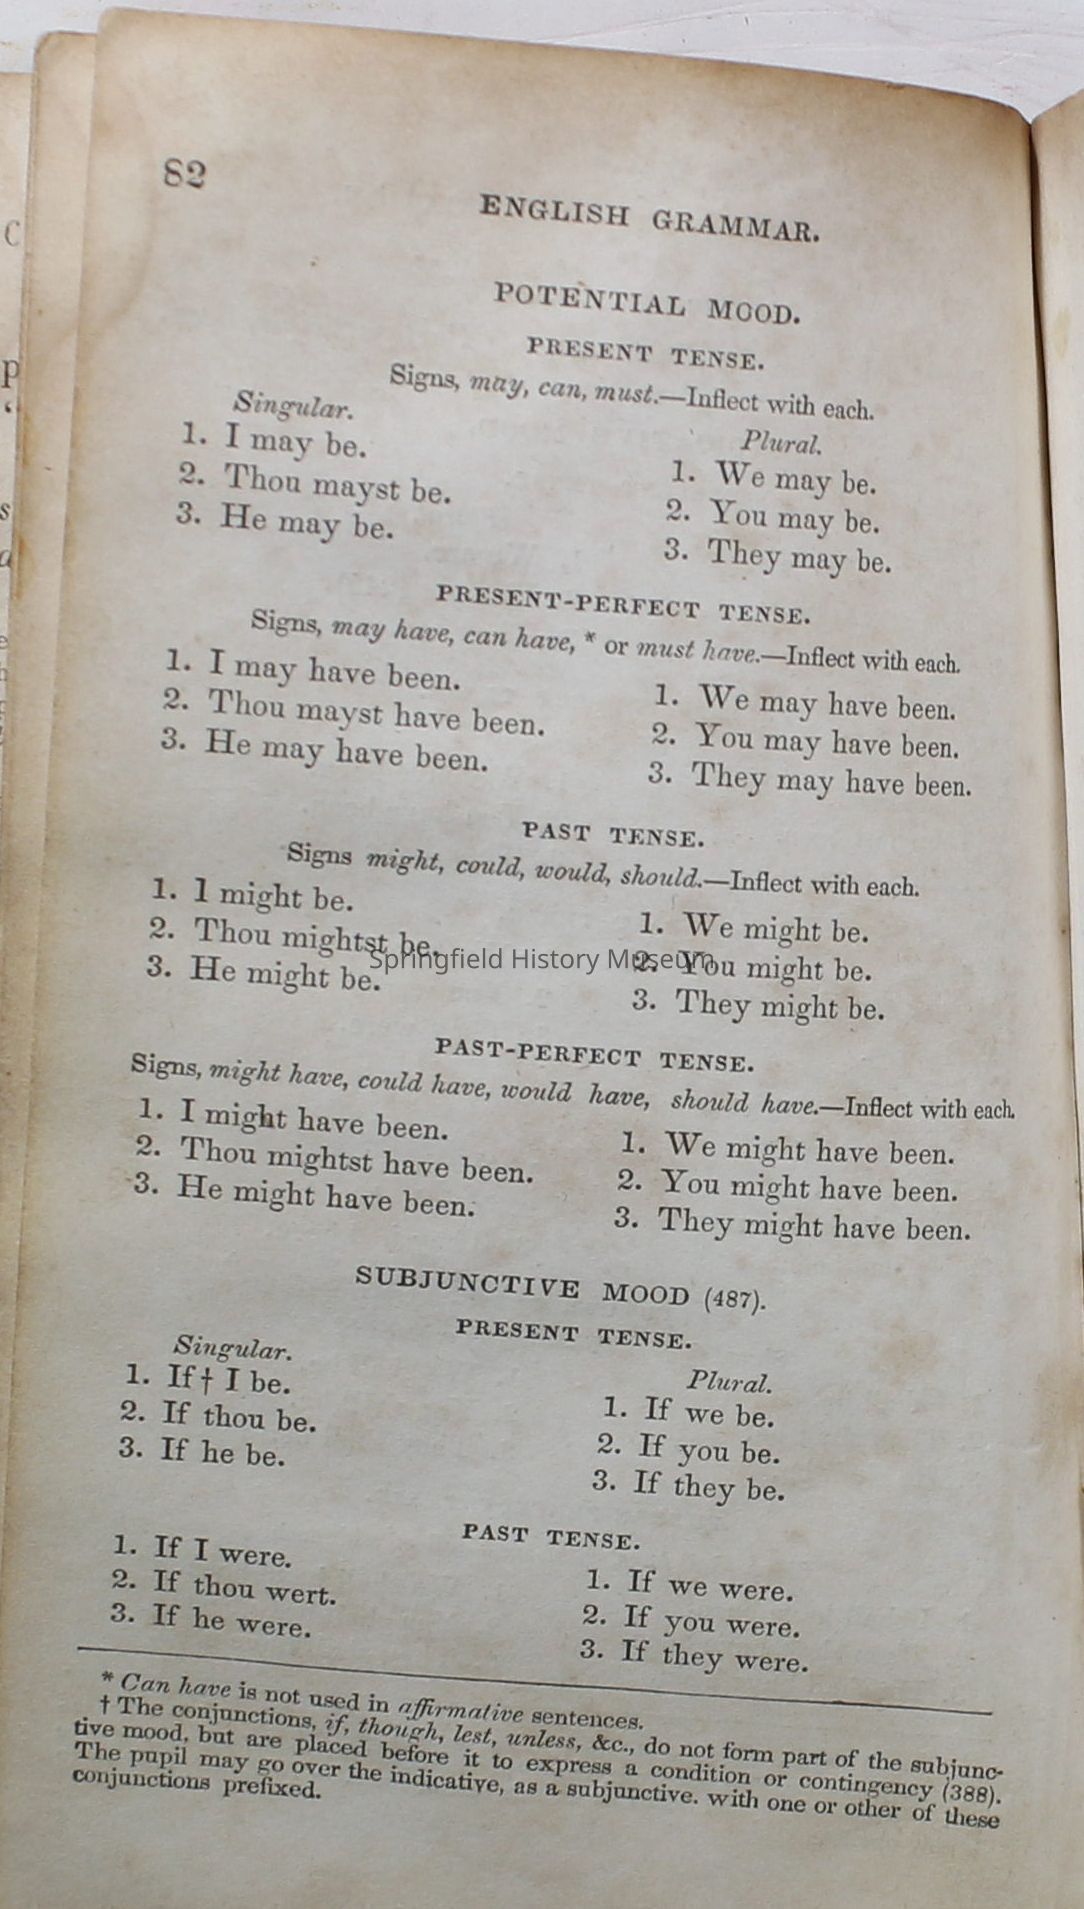 82
ENGLISH GRAMMAR.
POTENTIAL MOOD.
PRESENT TENSE.
Signs, may, can, must.—Inflect with each.
Singular.
1. I may be.
2. Thou mayst be.
3. He may be.
Plural.
1. We may be.
2. You may be.
3. They may be.
PRESENT-PERFECT TENSE.
Signs, may have, can have,* or must have.—Inflect with each.
1. I may have been.
2. Thou mayst have been.
3. He may have been.
1. We may have been.
2. You may have been.
3. They may have been.
PAST TENSE.
Signs might, could, would, should.—Inflect with each.
1. I might be.
2. Thou mightst be.
3. He might be.
1. We might be.
2. You might be.
3. They might be.
Springfield History Museum
PAST-PERFECT TENSE.
Signs, might have, could have, would have, should have.—Inflect with each.
1. I might have been.
2. Thou mightst have been.
3. He might have been.
1. We might have been.
2. You might have been.
3. They might have been.
SUBJUNCTIVE MOOD (487).
PRESENT TENSE.
Singular.
1. If† I be.
2. If thou be.
3. If he be.
Plural.
1. If we be.
2. If you be.
3. If they be.
PAST TENSE.
1. If I were.
2. If thou wert.
3. If he were.
1. If we were.
2. If you were.
3. If they were.
* Can have is not used in affirmative sentences.
† The conjunctions, if, though, lest, unless, &c., do not form part of the subjunc-
tive mood, but are placed before it to express a condition or contingency (388).
The pupil may go over the indicative, as a subjunctive. with one or other of these
conjunctions prefixed.